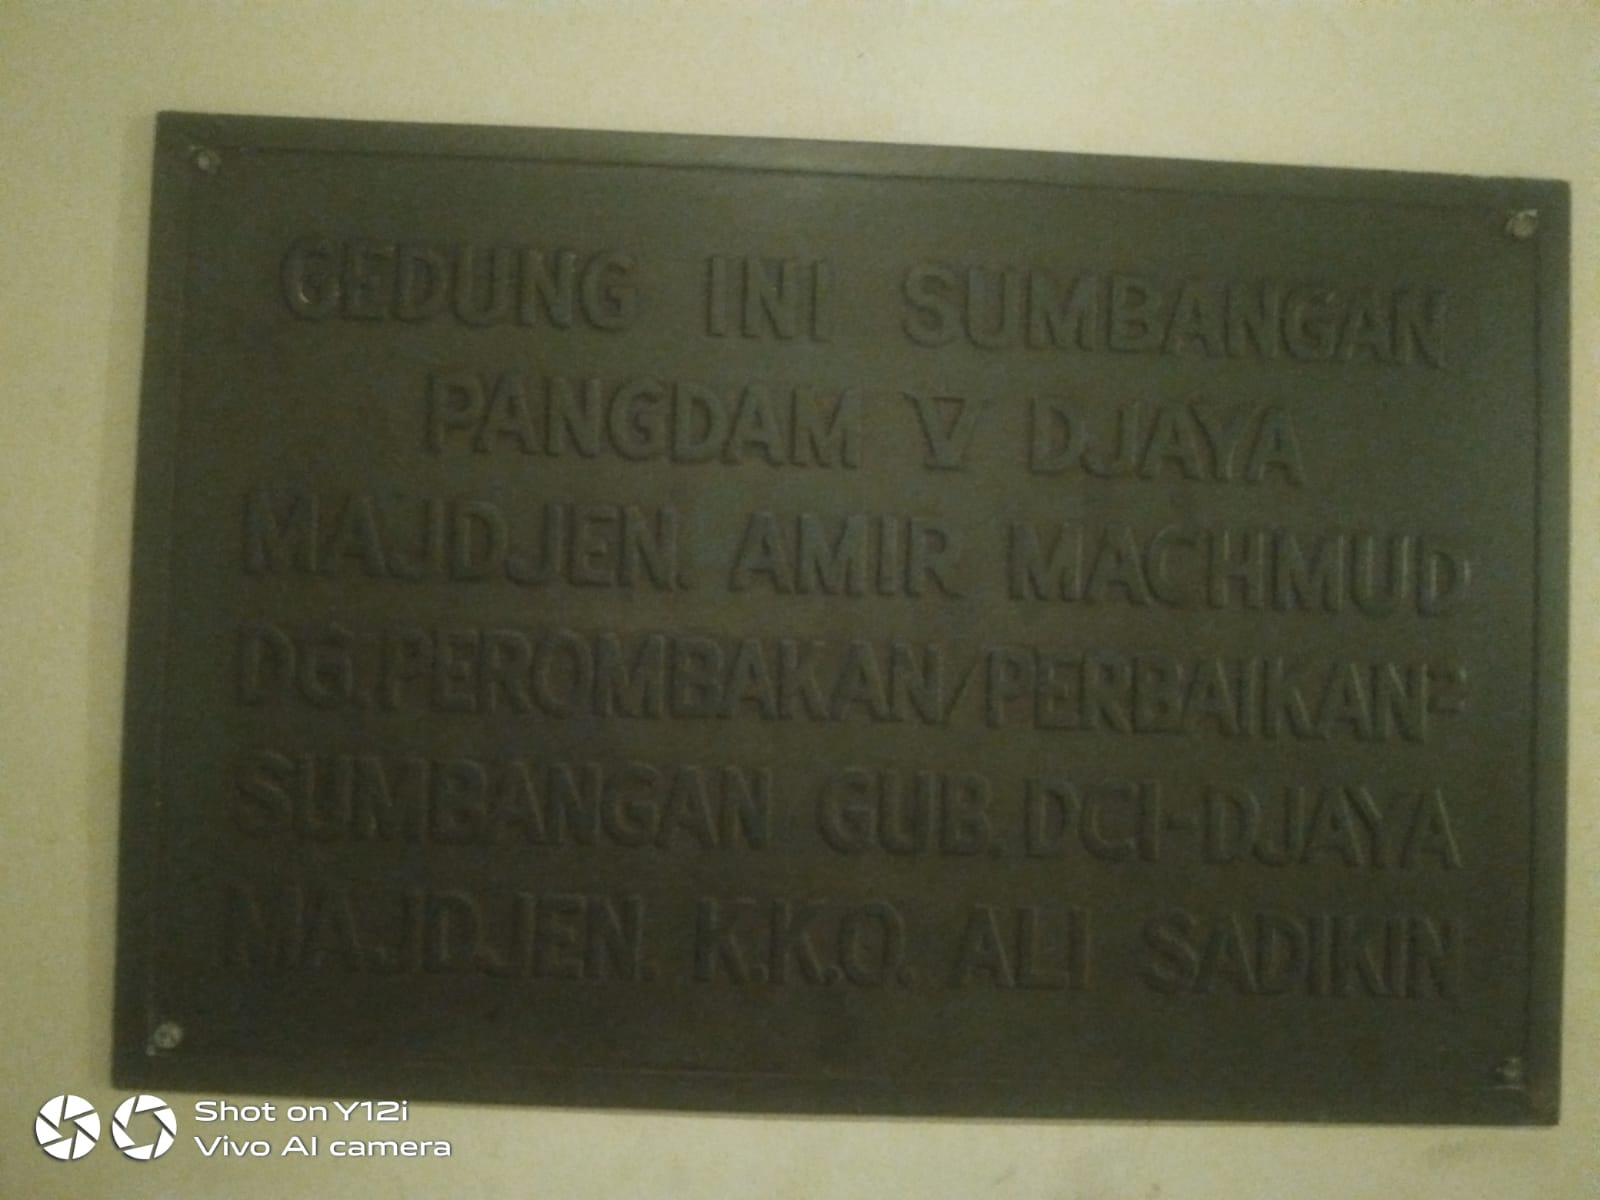 GEDUNG INI SUMBANGAN
PANGDAM V DJAYA
MAJDJEN. AMIR MACHMUD
DG. PEROMBAKAN/PERBAIKAN²
SUMBANGAN GUB. DCI-DJAYA
MAJDJEN. K.K.O. ALI SADIKIN
Shot on Y12i
Vivo AI camera